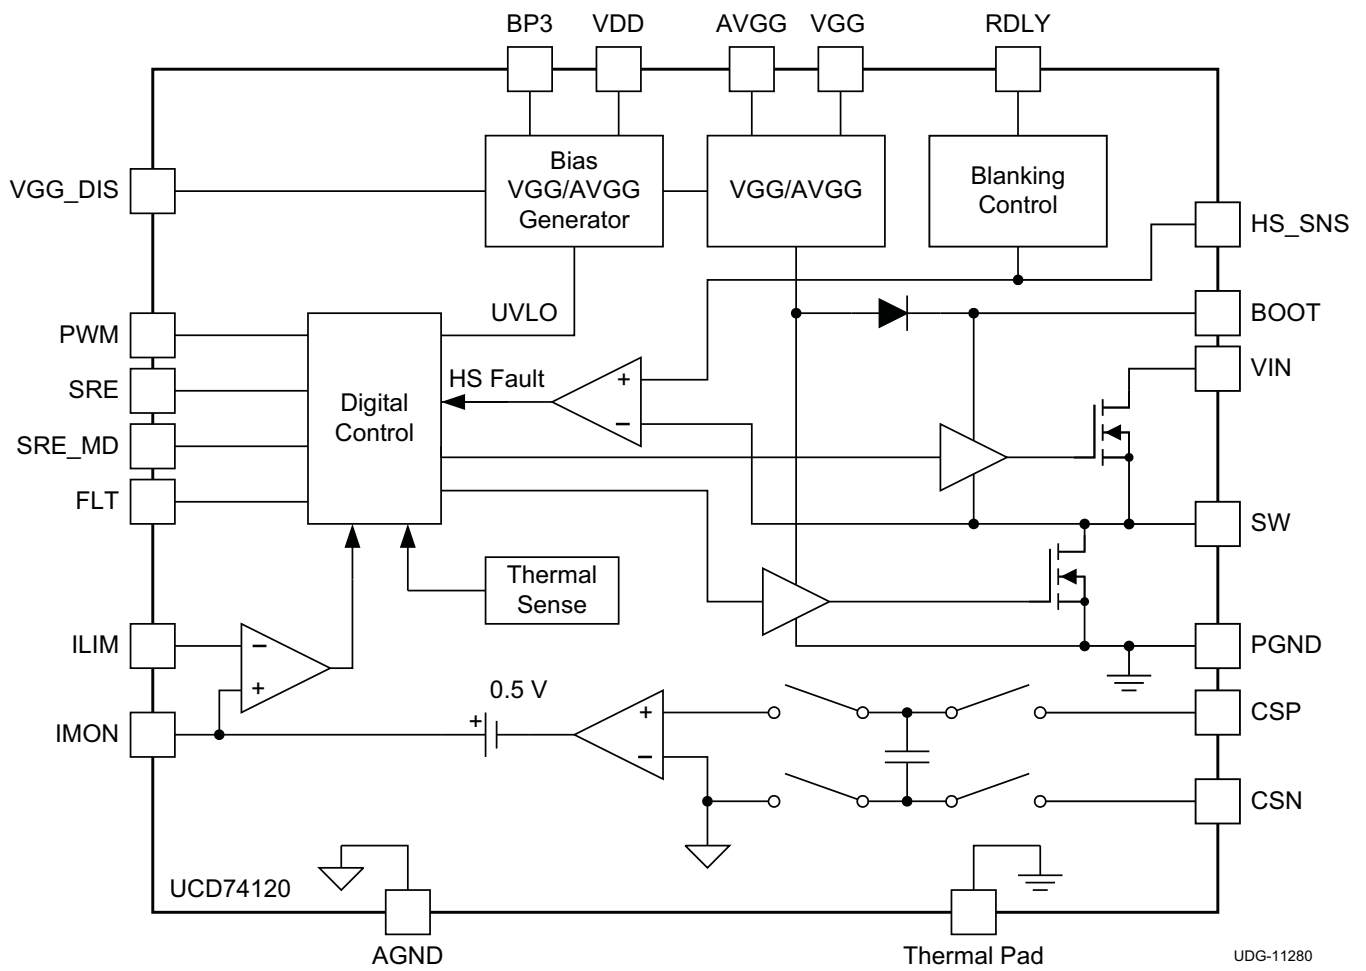 BP3
VDD
AVGG
VGG
RDLY
Bias
VGG/AVGG
Generator
VGG/AVGG
Blanking
Control
VGG_DIS
HS_SNS
UVLO
BOOT
PWM
VIN
HS Fault
+
−
SRE
Digital
Control
SRE_MD
FLT
SW
Thermal
Sense
ILIM
−
+
PGND
0.5 V
+
IMON
+
−
CSP
CSN
UCD74120
AGND
Thermal Pad
UDG-11280